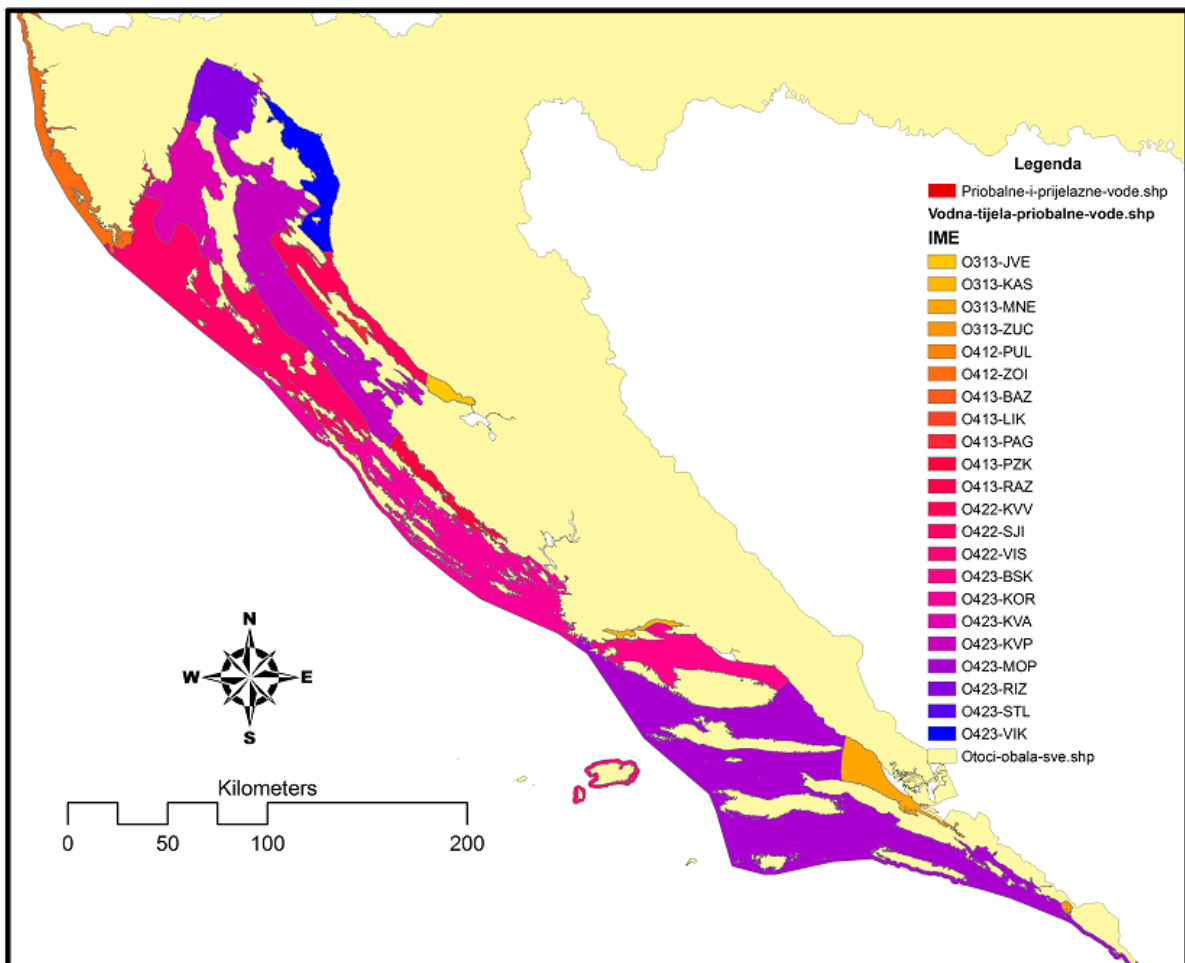 Legenda
Priobalne-i-prijelazne-vode.shp
Vodna-tijela-priobalne-vode.shp
IME
O313-JVE
O313-KAS
O313-MNE
O313-ZUC
O412-PUL
O412-ZOI
O413-BAZ
O413-LIK
O413-PAG
O413-PZK
O413-RAZ
O422-KVV
O422-SJI
O422-VIS
O423-BSK
O423-KOR
O423-KVA
O423-KVP
O423-MOP
O423-RIZ
O423-STL
O423-VIK
Otoci-obala-sve.shp
N
W E
S
Kilometers
0 50 100 200